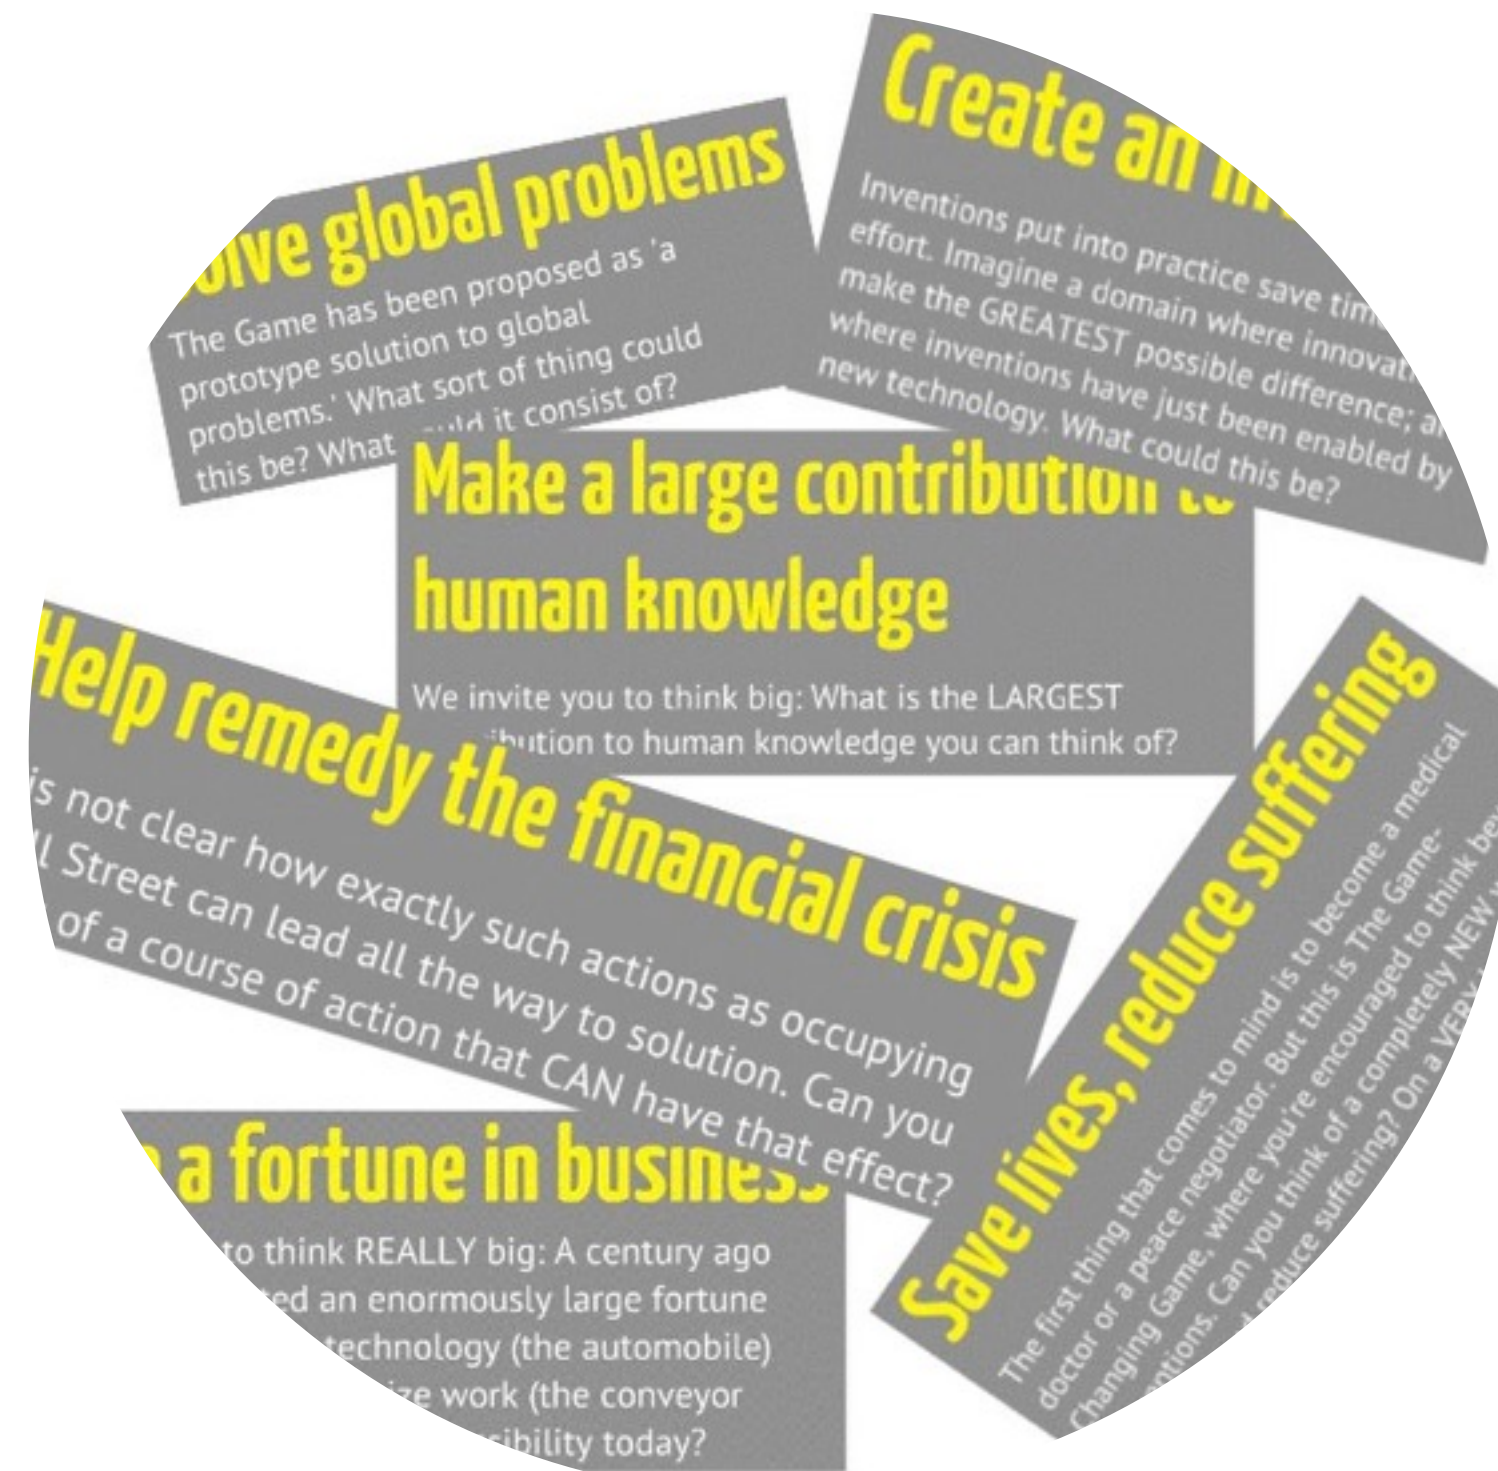 global problems
The Game has been proposed as 'a
prototype solution to global
problems.' What sort of thing could
this be? What it consist of?
Create an
Inventions put into practice save
effort. Imagine a domain where
make the GREATEST possible difference;
where inventions have just been enabled by
new technology. What could this be?
Make a large contribution to
human knowledge
We invite you to think big: What is the LARGEST
to human knowledge you can think of?
Help remedy the financial crisis
is not clear how exactly such actions as occupying
Street can lead all the way to solution. Can you
of a course of action that CAN have that effect?
Save lives, reduce suffering
The first thing that comes to mind is to become a medical
doctor or a peace negotiator. But this is The Game-
Changing Game, where you're encouraged to think
Can you think of a completely NEW
reduce suffering? On a VERY
a fortune in business
to think REALLY big: A century ago
an enormously large fortune
technology (the automobile)
work (the conveyor
today?